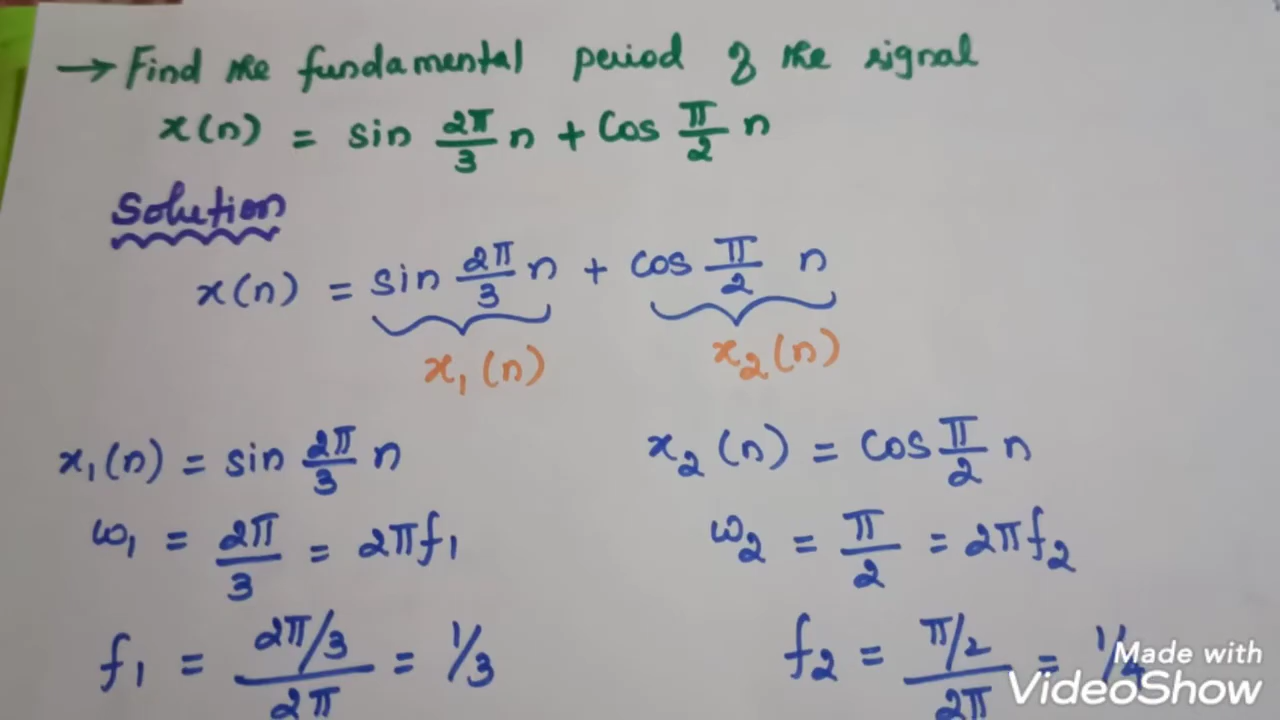 → Find the fundamental period of the signal
x(n) = sin 2π/3 n + cos π/2 n
Solution
x(n) = sin 2π/3 n + cos π/2 n
x₁(n) x₂(n)
x₁(n) = sin 2π/3 n
x₂(n) = cos π/2 n
ω₁ = 2π/3 = 2πf₁
ω₂ = π/2 = 2πf₂
f₁ = 2π/3 / 2π = 1/3
f₂ = π/2 / 2π = 1/4
Made with
VideoShow